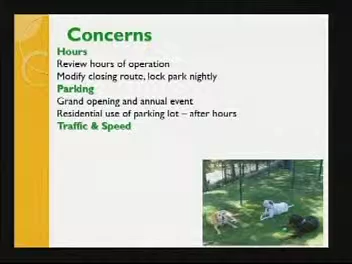 Concerns
Hours
Review hours of operation
Modify closing route, lock park nightly
Parking
Grand opening and annual event
Residential use of parking lot – after hours
Traffic & Speed